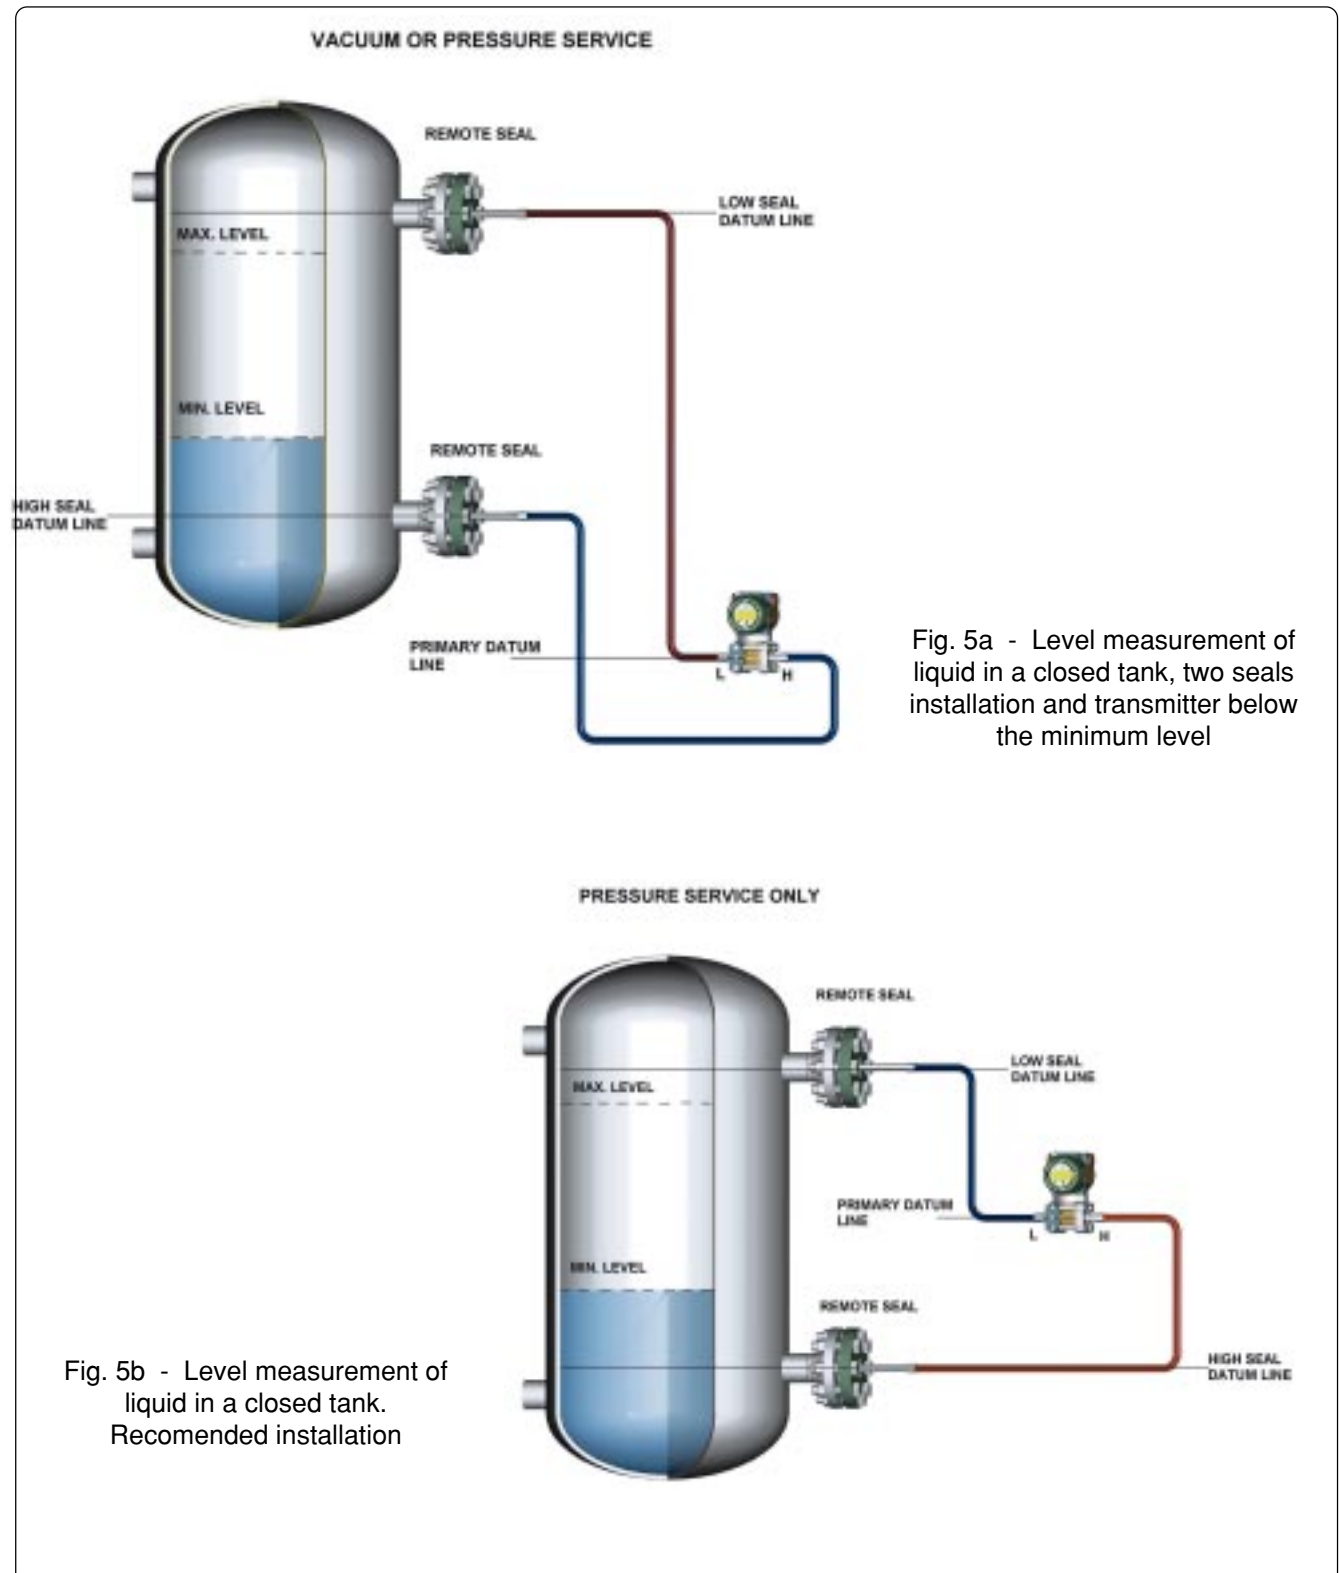 VACUUM OR PRESSURE SERVICE
REMOTE SEAL
LOW SEAL
DATUM LINE
MAX. LEVEL
MIN. LEVEL
REMOTE SEAL
HIGH SEAL
DATUM LINE
PRIMARY DATUM
LINE
L
H
Fig. 5a - Level measurement of
liquid in a closed tank, two seals
installation and transmitter below
the minimum level
PRESSURE SERVICE ONLY
REMOTE SEAL
LOW SEAL
DATUM LINE
MAX. LEVEL
PRIMARY DATUM
LINE
L
H
MIN. LEVEL
REMOTE SEAL
HIGH SEAL
DATUM LINE
Fig. 5b - Level measurement of
liquid in a closed tank.
Recomended installation